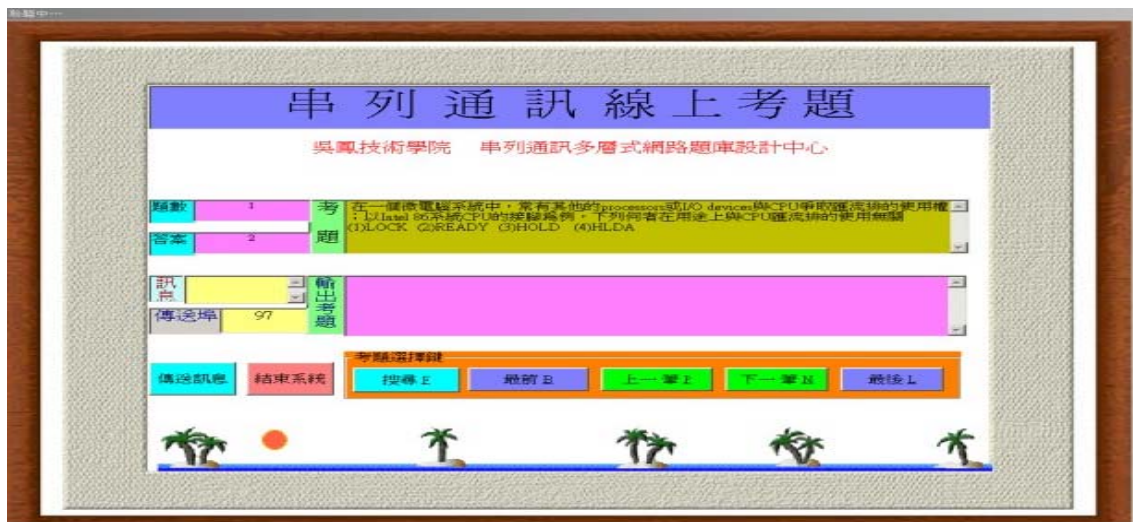 串列通訊線上考題
吳鳳技術學院 串列通訊多層式網路題庫設計中心
題數 1
答案 2
考題
在一個微電腦系統中，常有其他的processors或I/O devices與CPU爭取匯流排的使用權
；以Intel 86系統CPU的接腳為例，下列何者在用途上與CPU匯流排的使用無關
(1)LOCK (2)READY (3)HOLD (4)HLDA
訊息
傳送埠 97
輸出考題
考題選擇鍵
傳送訊息 結束系統 搜尋 F 最前 B 上一筆 P 下一筆 N 最後 L